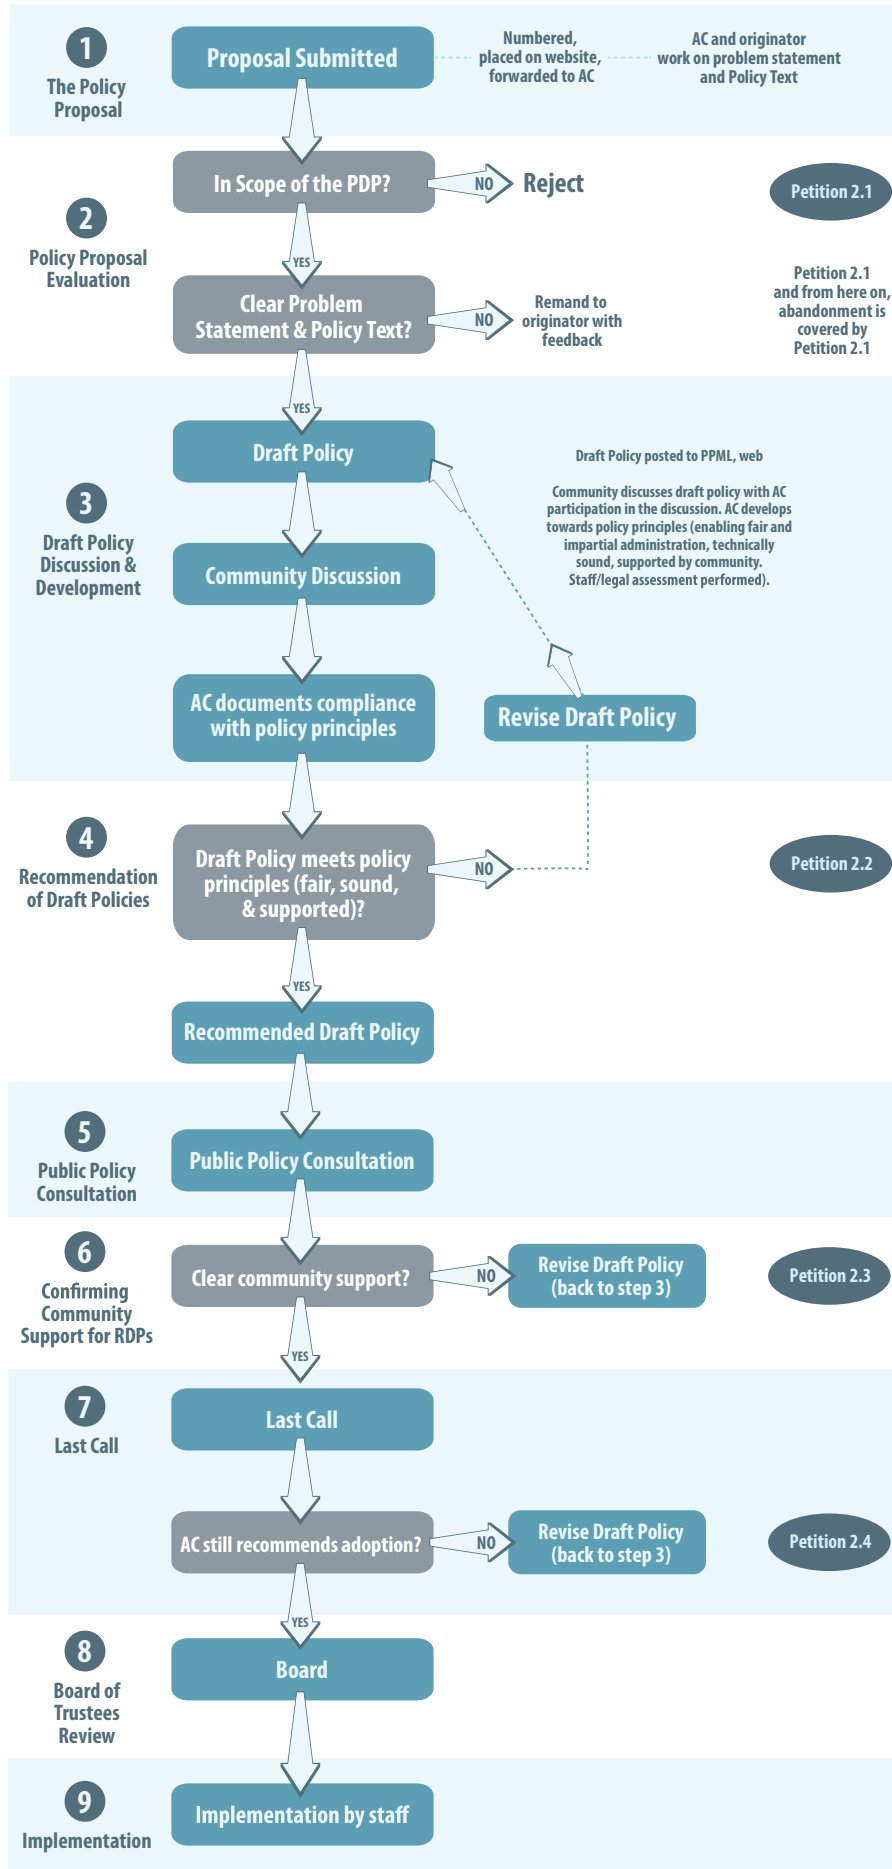 1
The Policy
Proposal
Proposal Submitted
Numbered,
placed on website,
forwarded to AC
AC and originator
work on problem statement
and Policy Text
2
Policy Proposal
Evaluation
In Scope of the PDP?
NO
Reject
Petition 2.1
YES
Clear Problem
Statement & Policy Text?
NO
Remand to
originator with
feedback
Petition 2.1
and from here on,
abandonment is
covered by
Petition 2.1
YES
3
Draft Policy
Discussion &
Development
Draft Policy
Draft Policy posted to PPML, web
Community discusses draft policy with AC
participation in the discussion. AC develops
towards policy principles (enabling fair and
impartial administration, technically
sound, supported by community.
Staff/legal assessment performed).
Community Discussion
AC documents compliance
with policy principles
Revise Draft Policy
4
Recommendation
of Draft Policies
Draft Policy meets policy
principles (fair, sound,
& supported)?
NO
Petition 2.2
YES
Recommended Draft Policy
5
Public Policy
Consultation
Public Policy Consultation
6
Confirming
Community
Support for RDPs
Clear community support?
NO
Revise Draft Policy
(back to step 3)
Petition 2.3
YES
7
Last Call
Last Call
AC still recommends adoption?
NO
Revise Draft Policy
(back to step 3)
Petition 2.4
YES
8
Board of
Trustees
Review
Board
9
Implementation
Implementation by staff